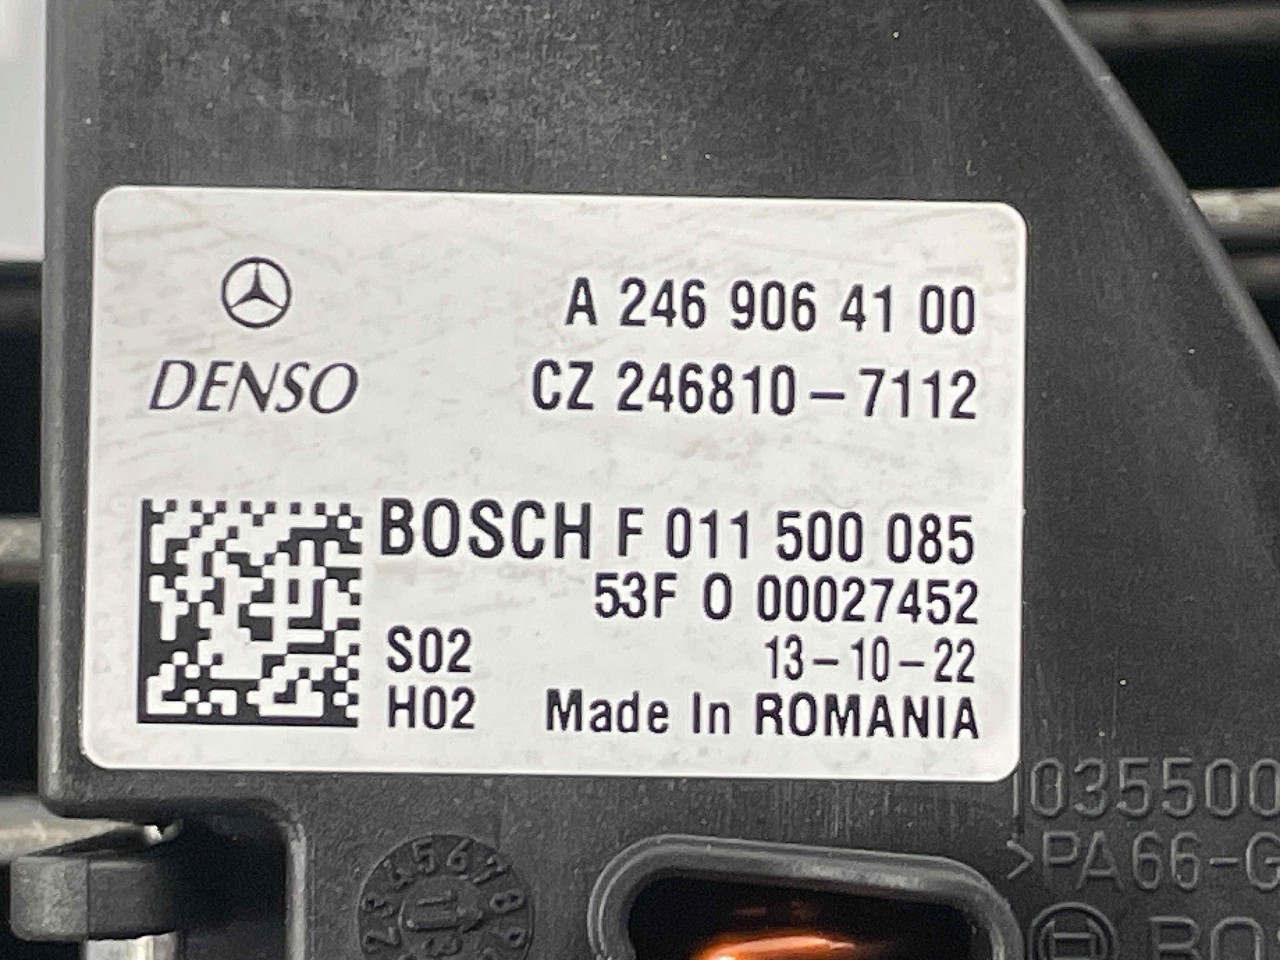 A 246 906 41 00
DENSO
CZ 246810-7112
BOSCH F 011 500 085
53F 0 00027452
S02
13-10-22
H02
Made In ROMANIA
1035500
>PA66-G